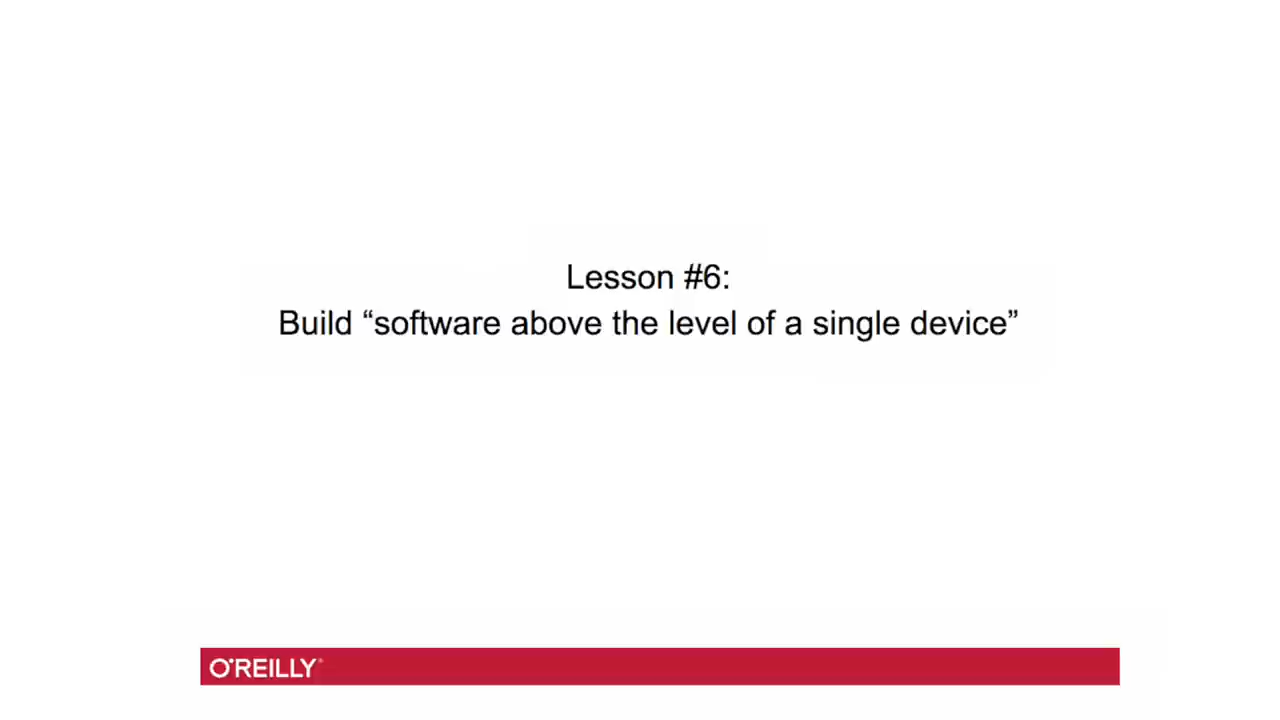 Lesson #6:
Build “software above the level of a single device”
O'REILLY